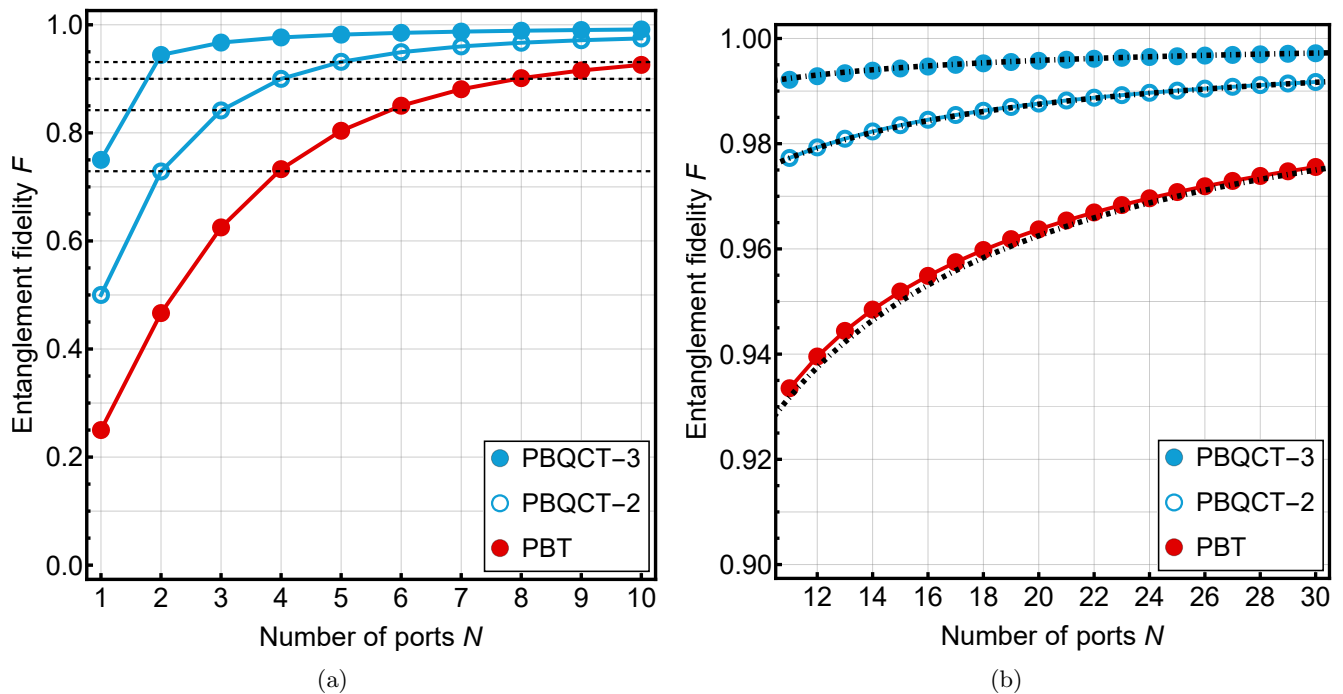 1.0
0.8
0.6
0.4
0.2
0.0
Entanglement fidelity F
PBQCT-3
PBQCT-2
PBT
1 2 3 4 5 6 7 8 9 10
Number of ports N
(a)
1.00
0.98
0.96
0.94
0.92
0.90
Entanglement fidelity F
PBQCT-3
PBQCT-2
PBT
12 14 16 18 20 22 24 26 28 30
Number of ports N
(b)